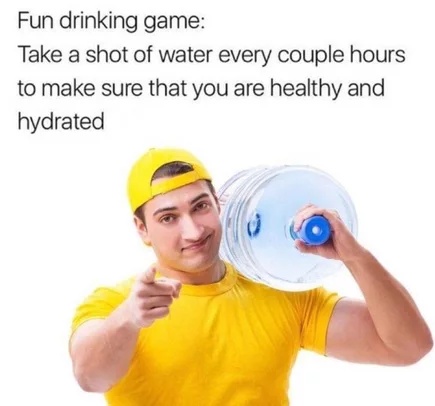 Fun drinking game:
Take a shot of water every couple hours
to make sure that you are healthy and
hydrated